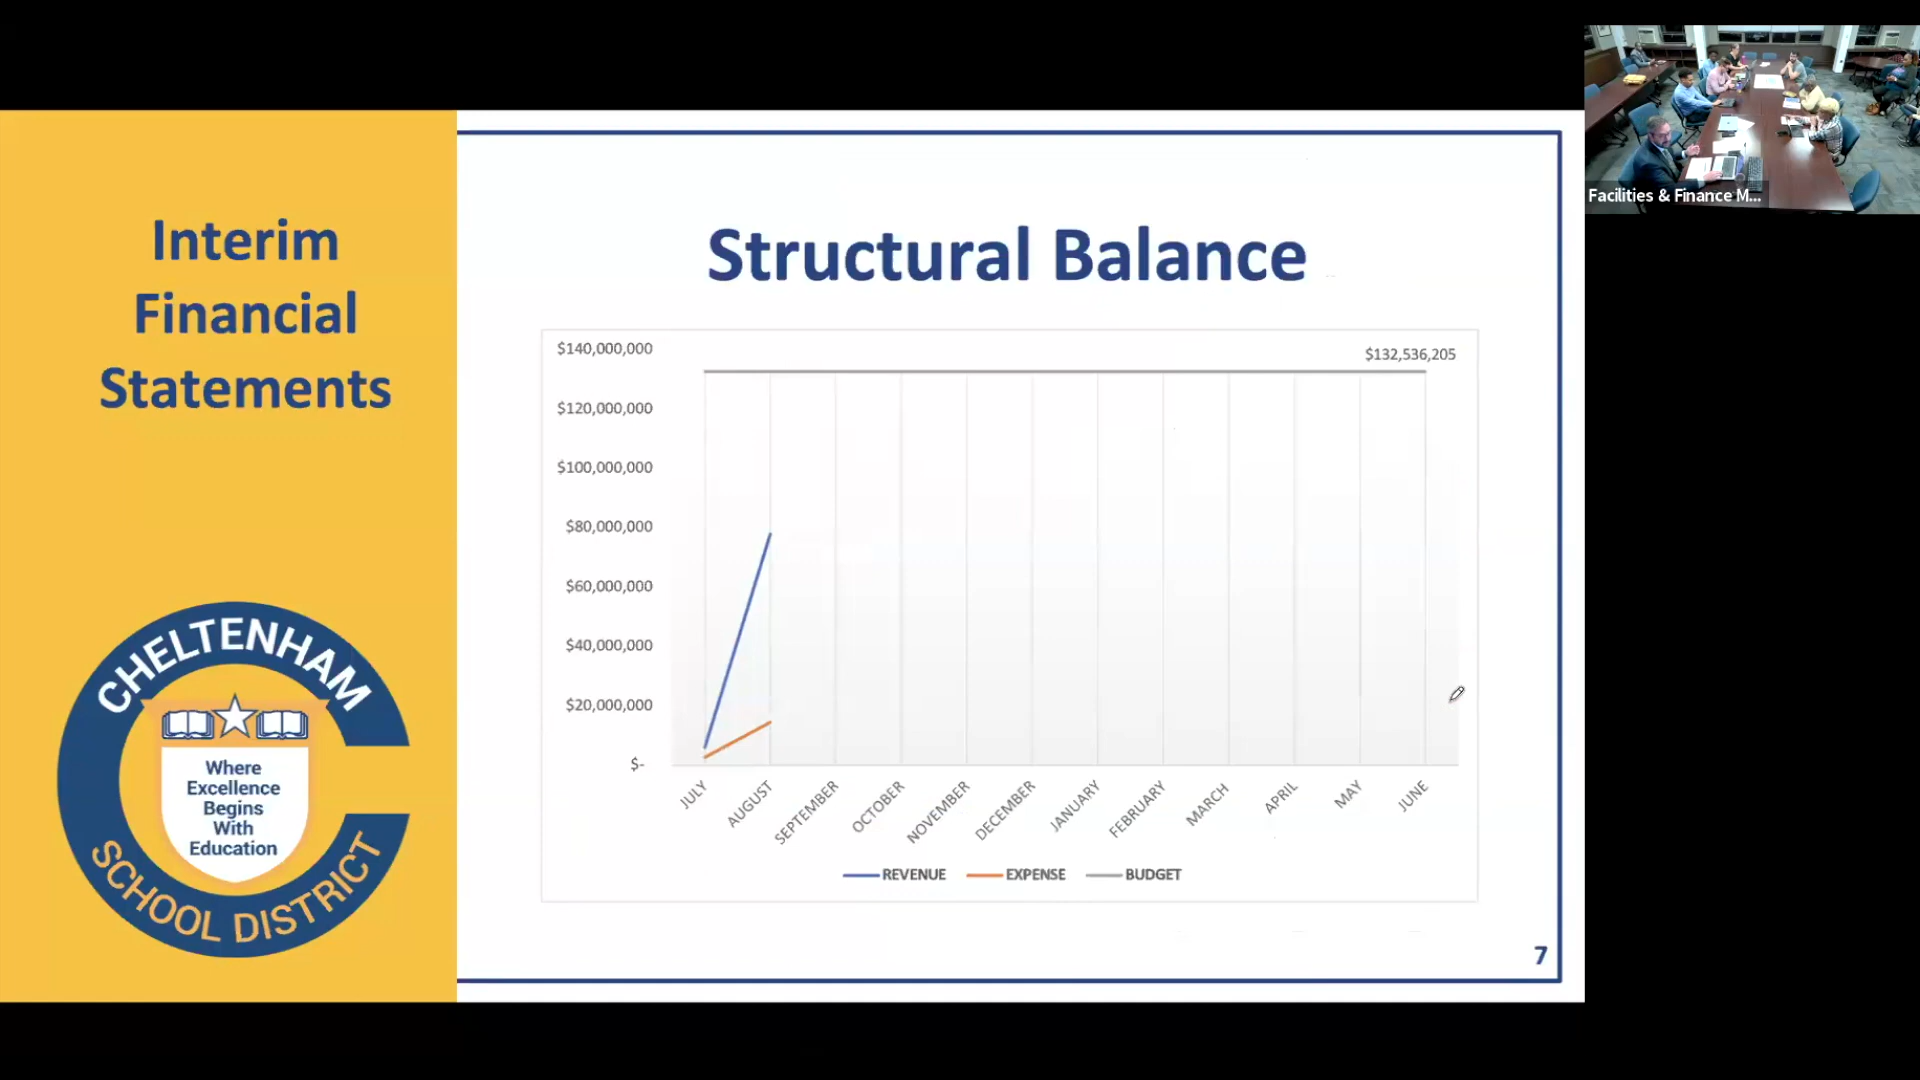 Interim
Financial
Statements
CHELTENHAM
Where
Excellence
Begins
With
Education
SCHOOL DISTRICT
Structural Balance
$140,000,000
$120,000,000
$100,000,000
$80,000,000
$60,000,000
$40,000,000
$20,000,000
$-
$132,536,205
JULY
AUGUST
SEPTEMBER
OCTOBER
NOVEMBER
DECEMBER
JANUARY
FEBRUARY
MARCH
APRIL
MAY
JUNE
REVENUE EXPENSE BUDGET
7
Facilities & Finance M...